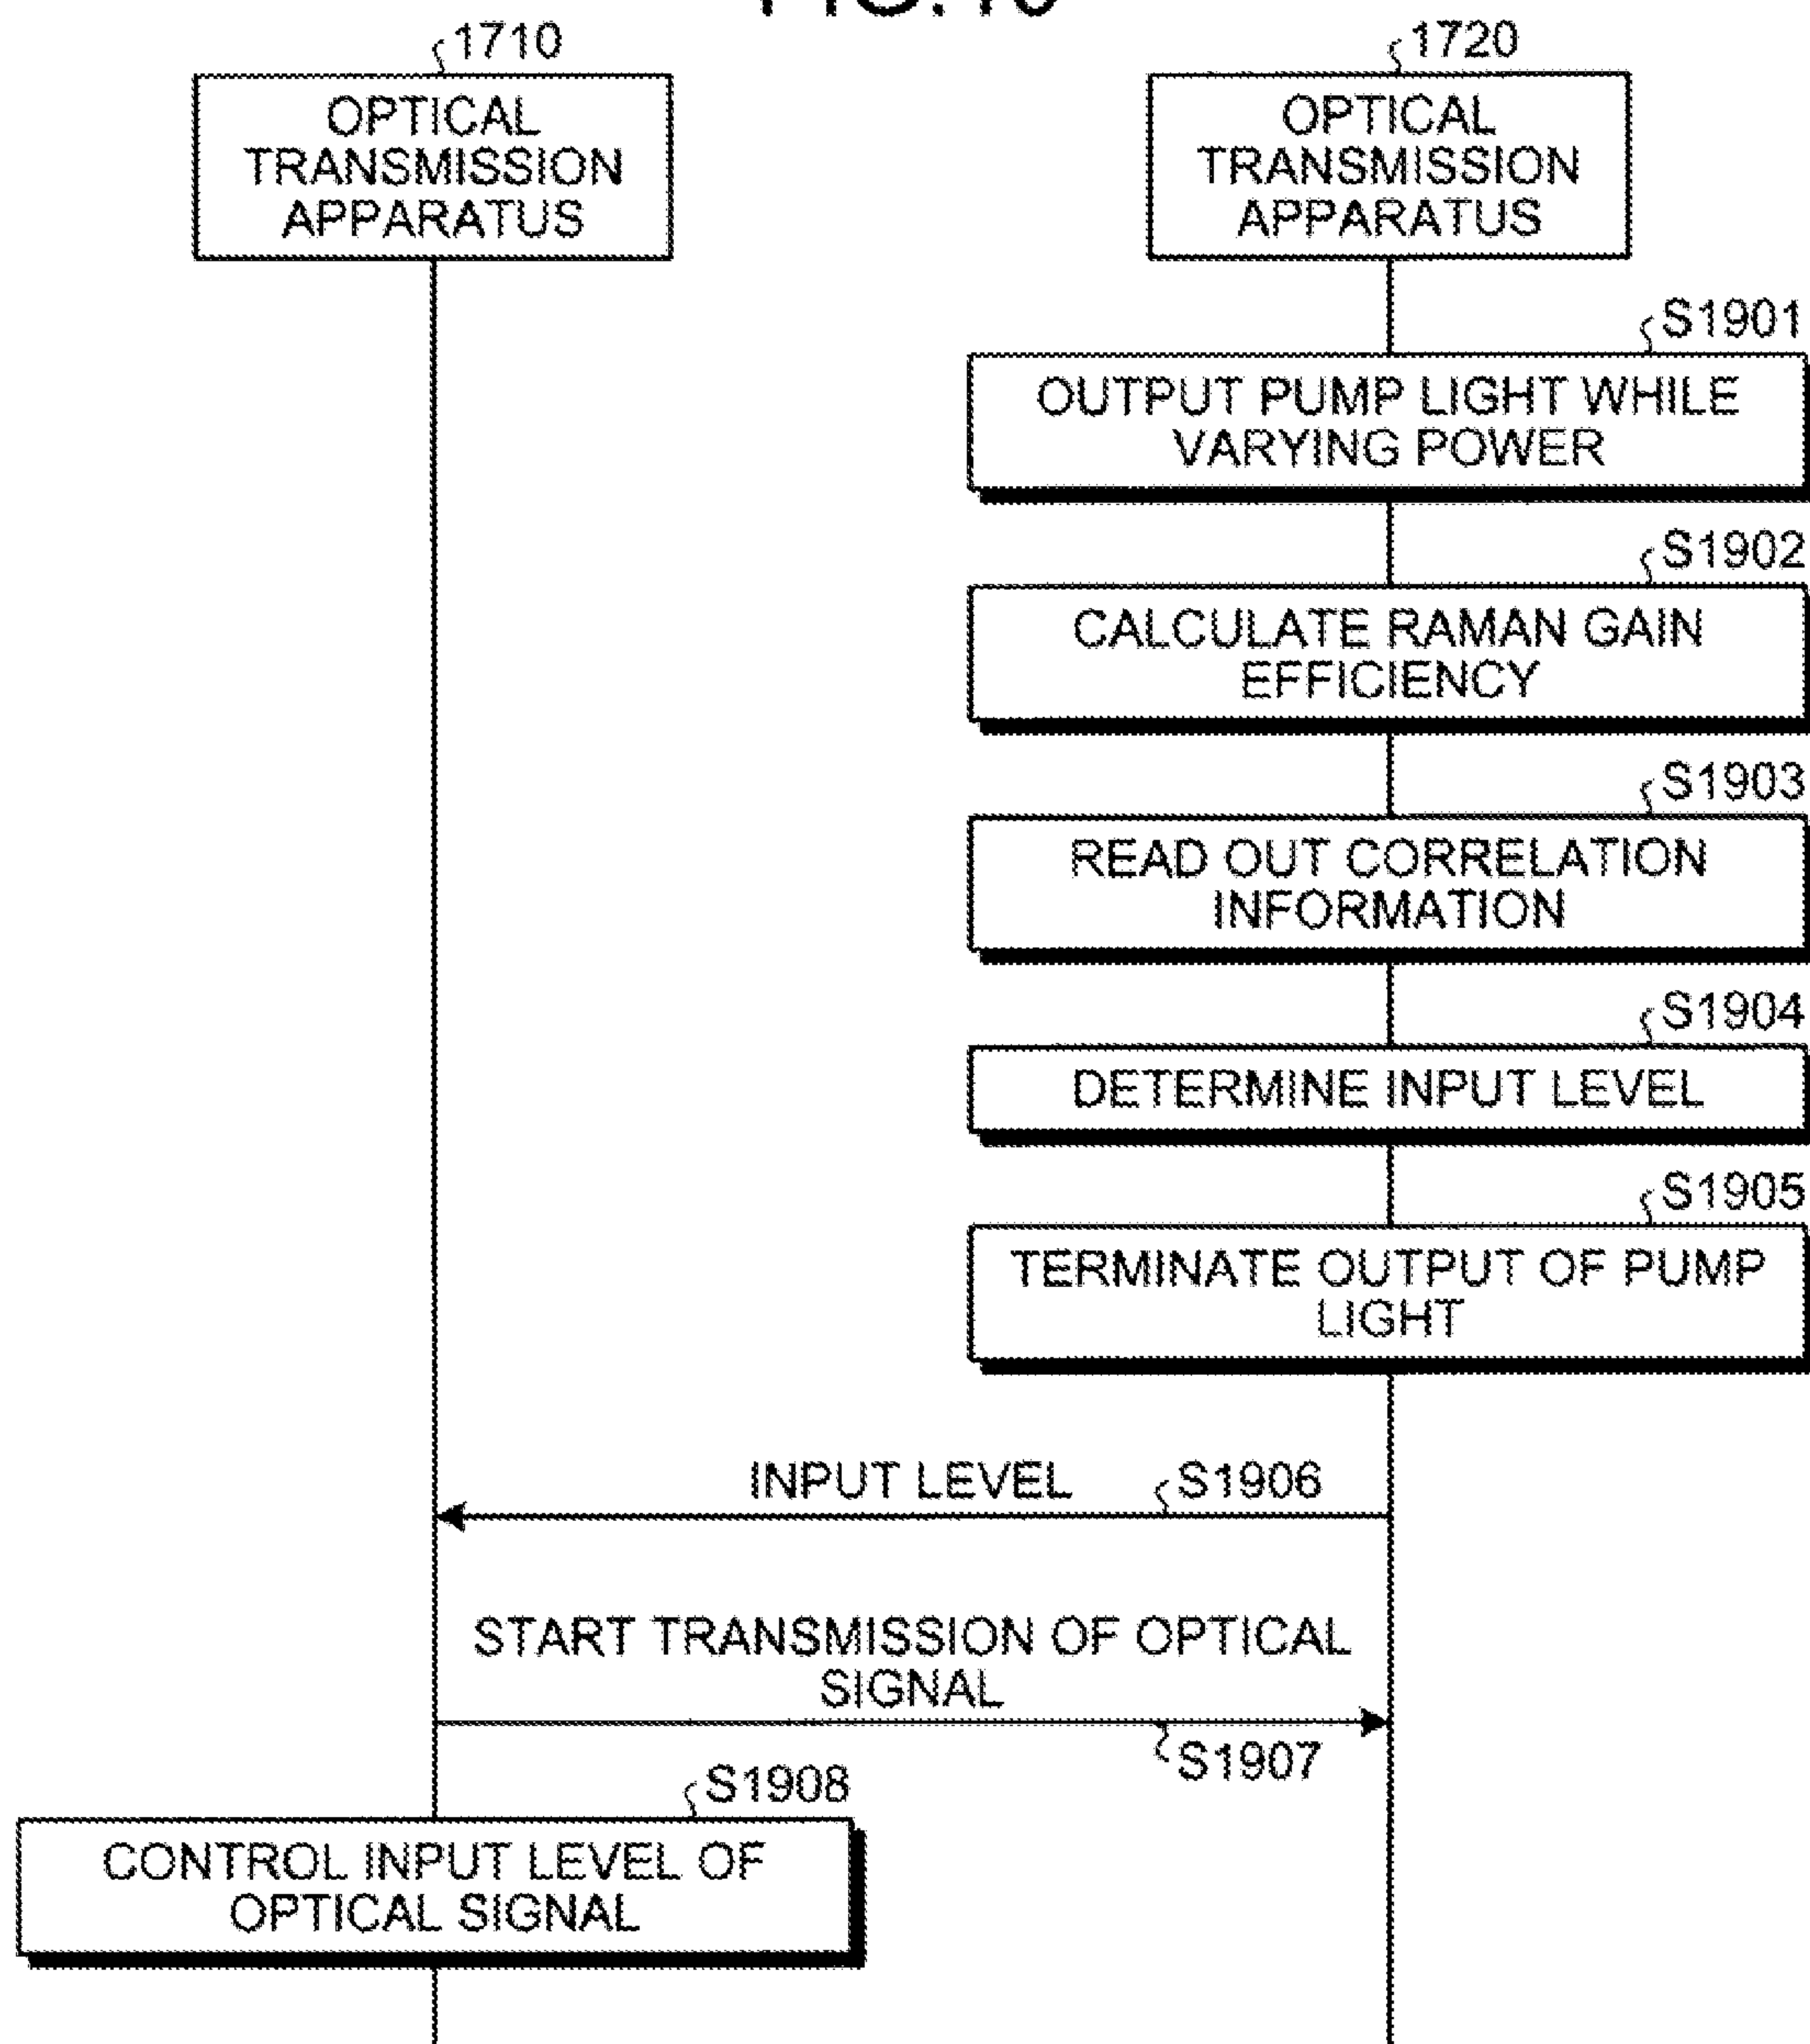 1710
OPTICAL
TRANSMISSION
APPARATUS
1720
OPTICAL
TRANSMISSION
APPARATUS
S1901
OUTPUT PUMP LIGHT WHILE
VARYING POWER
S1902
CALCULATE RAMAN GAIN
EFFICIENCY
S1903
READ OUT CORRELATION
INFORMATION
S1904
DETERMINE INPUT LEVEL
S1905
TERMINATE OUTPUT OF PUMP
LIGHT
INPUT LEVEL
S1906
START TRANSMISSION OF OPTICAL
SIGNAL
S1907
S1908
CONTROL INPUT LEVEL OF
OPTICAL SIGNAL